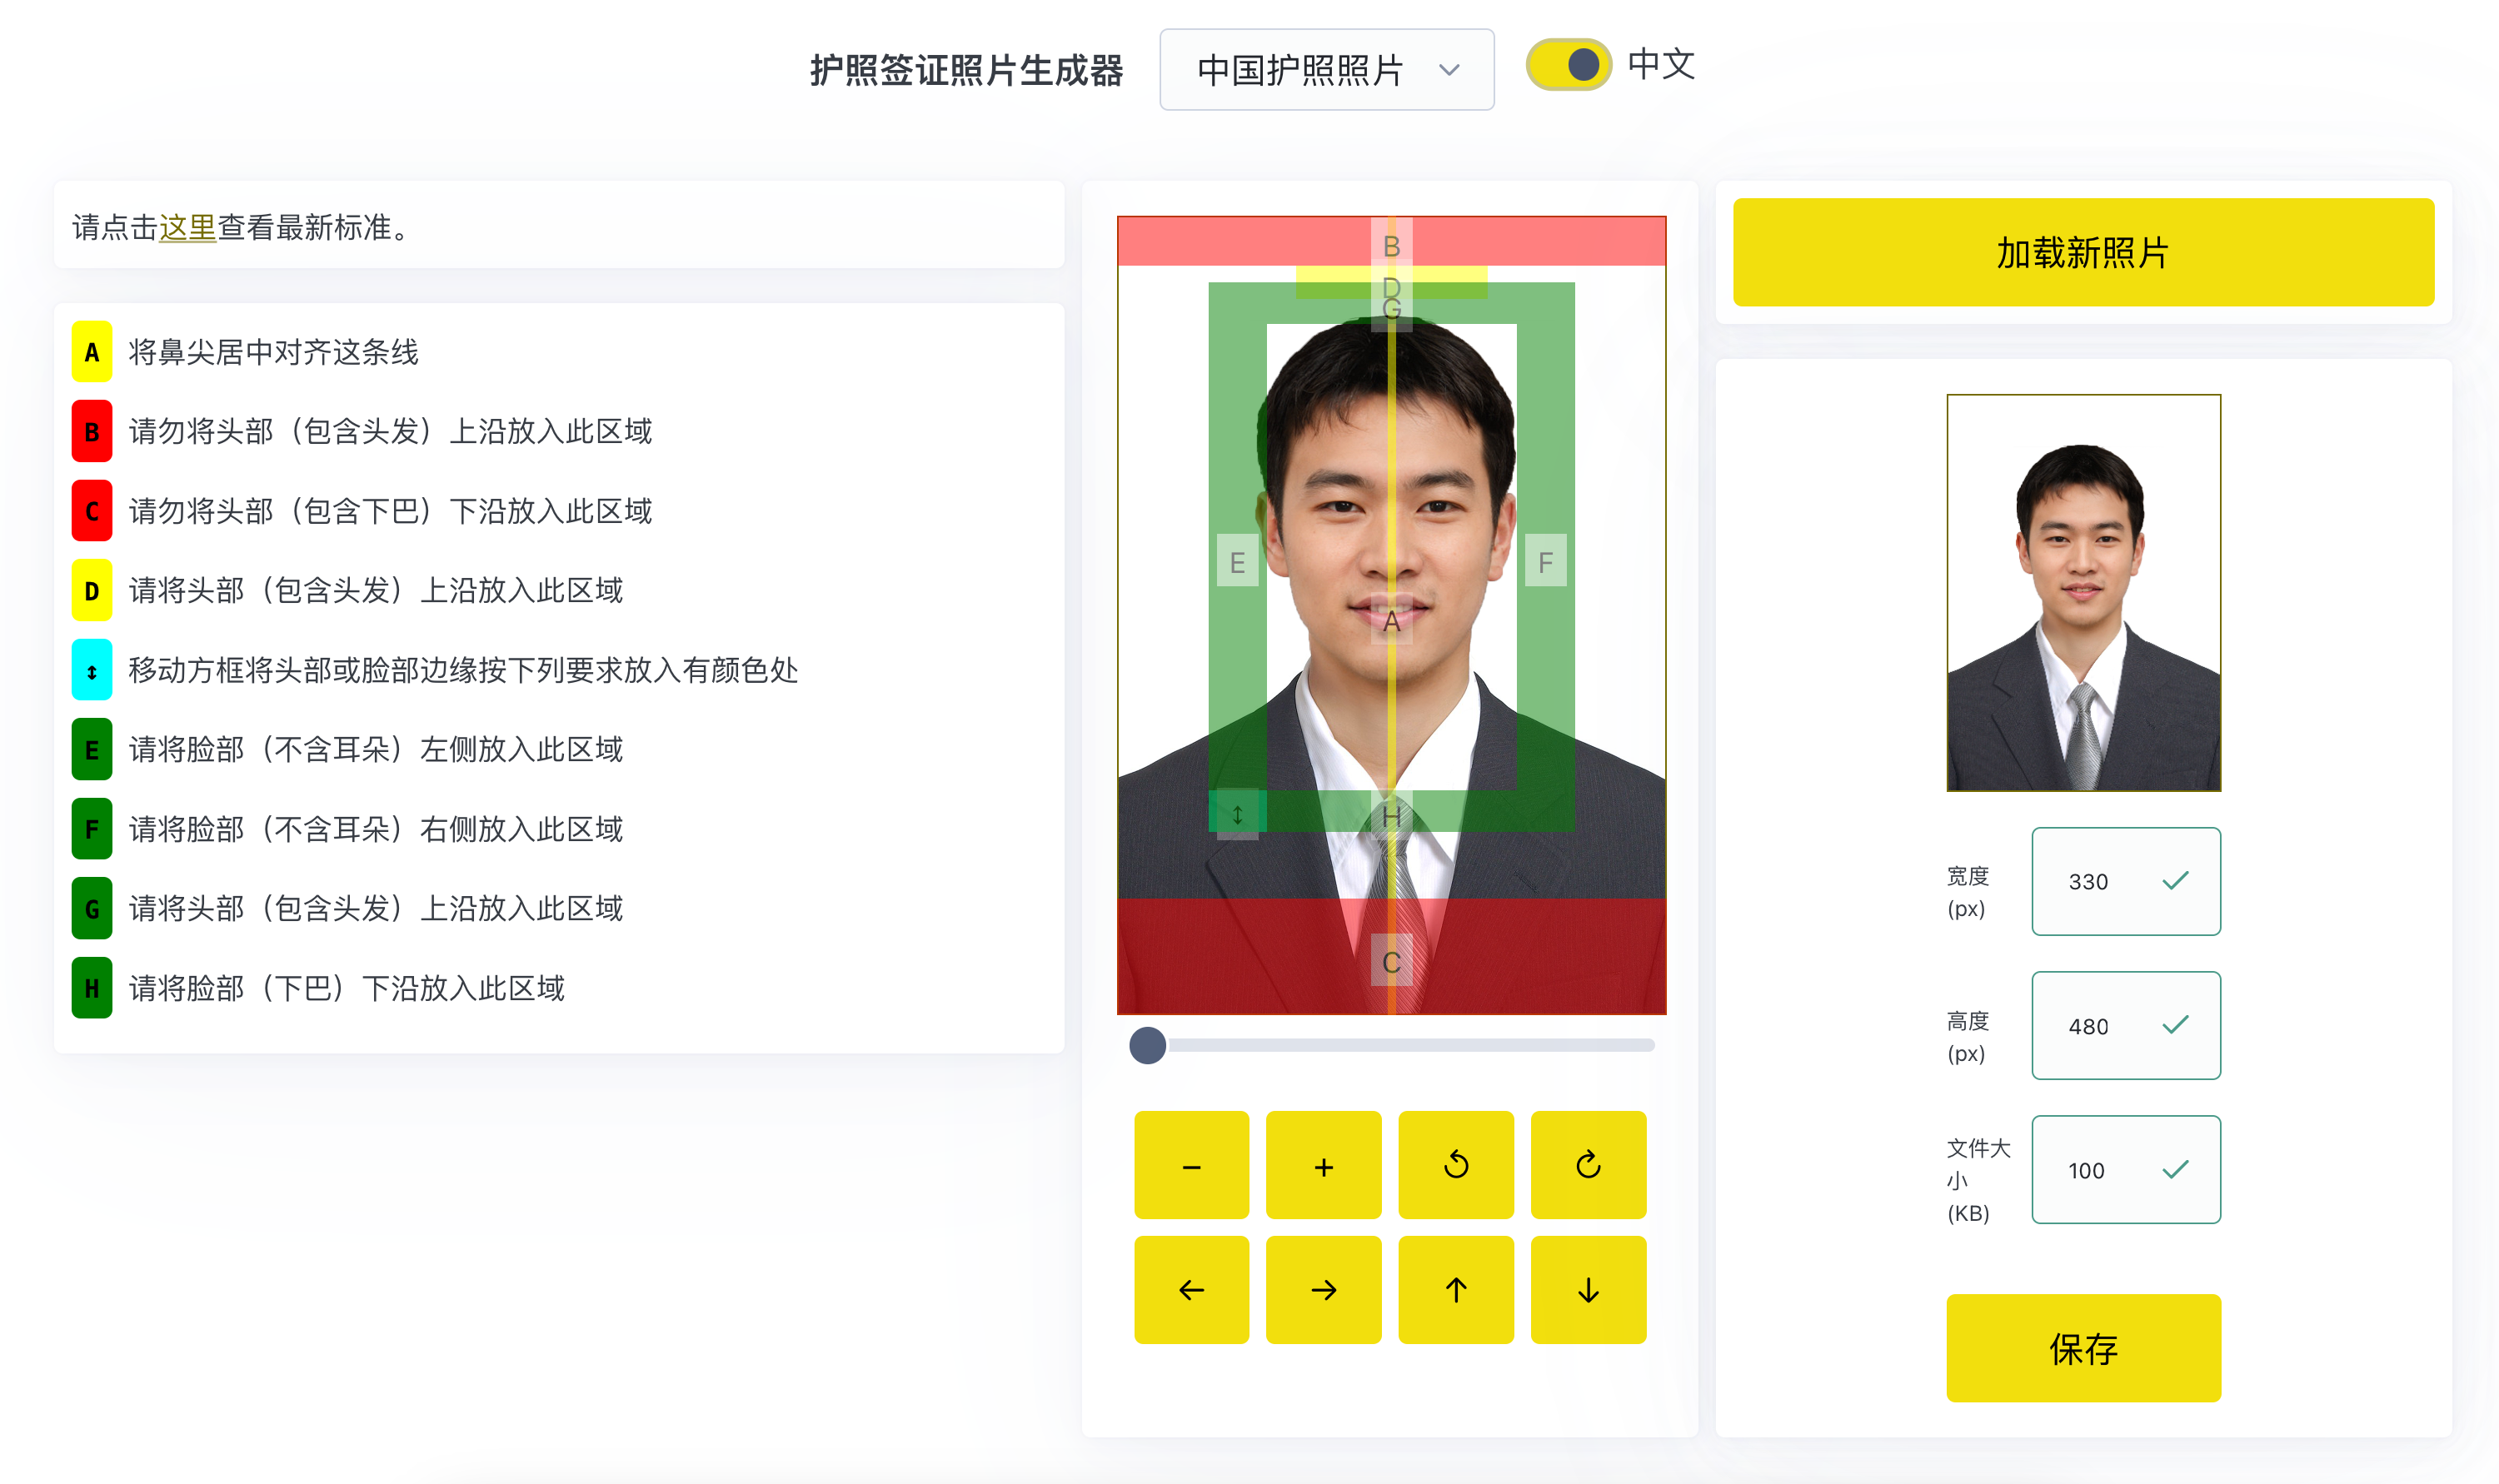 护照签证照片生成器
中国护照照片
中文
请点击这里查看最新标准。
A 将鼻尖居中对齐这条线
B 请勿将头部（包含头发）上沿放入此区域
C 请勿将头部（包含下巴）下沿放入此区域
D 请将头部（包含头发）上沿放入此区域
↕ 移动方框将头部或脸部边缘按下列要求放入有颜色处
E 请将脸部（不含耳朵）左侧放入此区域
F 请将脸部（不含耳朵）右侧放入此区域
G 请将头部（包含头发）上沿放入此区域
H 请将脸部（下巴）下沿放入此区域
B
D
G
E
F
A
↕
H
C
−
+
↺
↻
←
→
↑
↓
加载新照片
宽度
(px)
330
高度
(px)
480
文件大
小
(KB)
100
保存